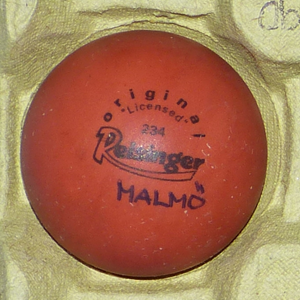 original
-Licensed-
234
Reisinger
MALMÖ